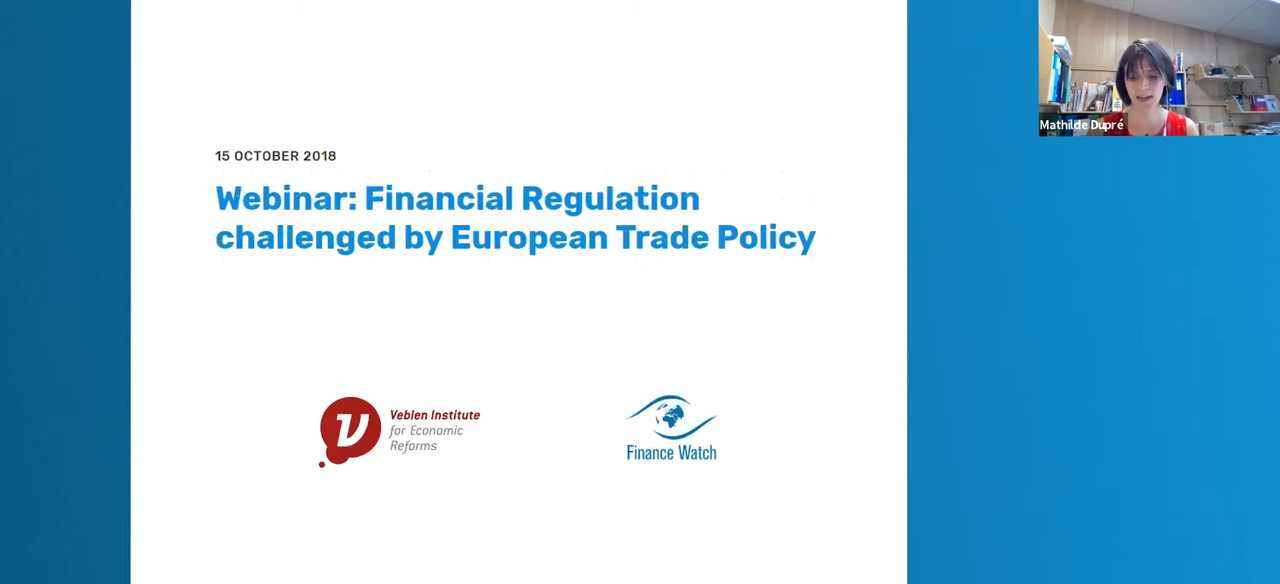 15 OCTOBER 2018
Webinar: Financial Regulation
challenged by European Trade Policy
Veblen Institute
for Economic
Reforms
Finance Watch
Mathilde Dupré